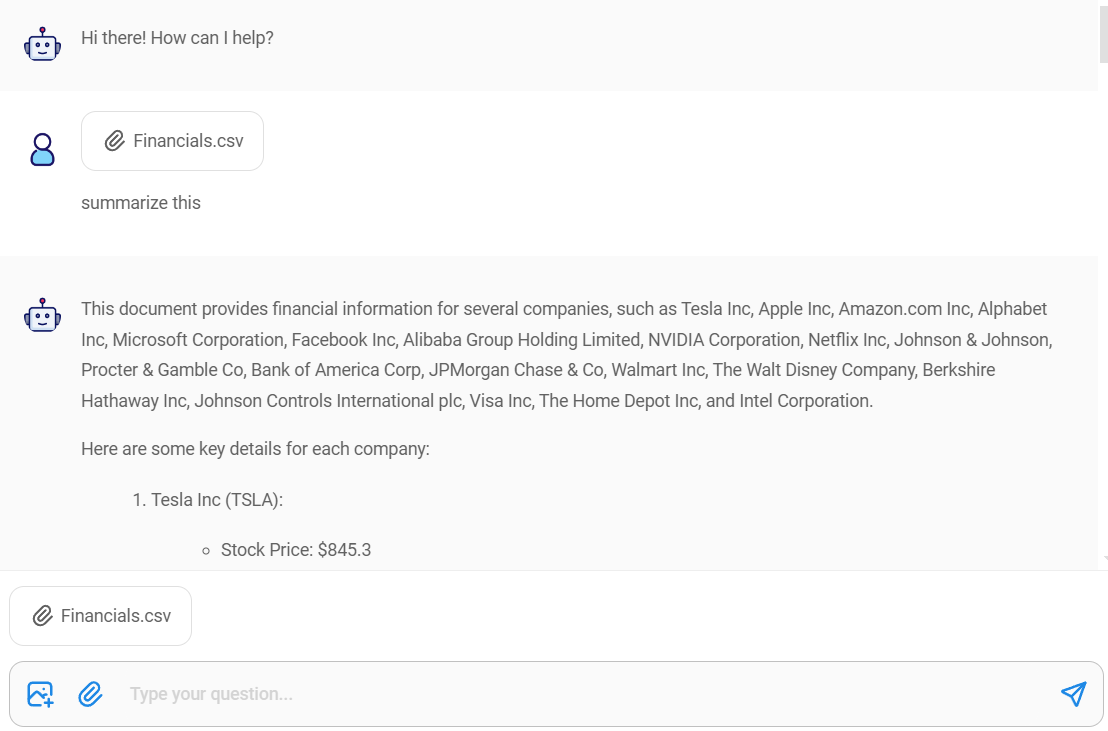 Hi there! How can I help?
Financials.csv
summarize this
This document provides financial information for several companies, such as Tesla Inc, Apple Inc, Amazon.com Inc, Alphabet
Inc, Microsoft Corporation, Facebook Inc, Alibaba Group Holding Limited, NVIDIA Corporation, Netflix Inc, Johnson & Johnson,
Procter & Gamble Co, Bank of America Corp, JPMorgan Chase & Co, Walmart Inc, The Walt Disney Company, Berkshire
Hathaway Inc, Johnson Controls International plc, Visa Inc, The Home Depot Inc, and Intel Corporation.
Here are some key details for each company:
1. Tesla Inc (TSLA):
◦ Stock Price: $845.3
Financials.csv
Type your question...